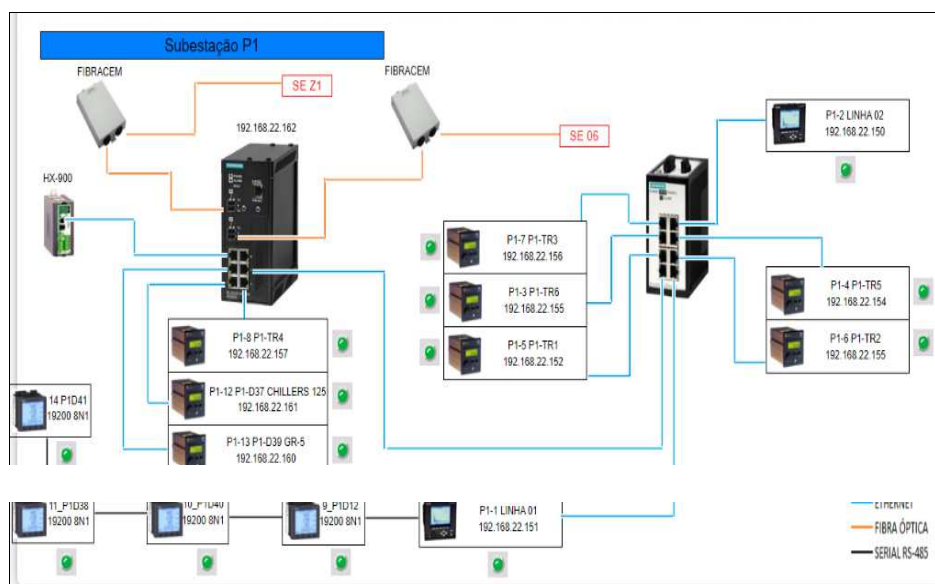 Subestação P1
FIBRACEM
SE Z1
FIBRACEM
SE 06
192.168.22.162
P1-2 LINHA 02
192.168.22.150
HX-900
P1-7 P1-TR3
192.168.22.156
P1-3 P1-TR6
192.168.22.155
P1-5 P1-TR1
192.168.22.152
P1-4 P1-TR5
192.168.22.154
P1-6 P1-TR2
192.168.22.155
P1-8 P1-TR4
192.168.22.157
P1-12 P1-D37 CHILLERS 125
192.168.22.161
P1-13 P1-D39 GR-5
192.168.22.160
14 P1D41
19200 8N1
11_P1D38
19200 8N1
10_P1D40
19200 8N1
9_P1D12
19200 8N1
P1-1 LINHA 01
192.168.22.151
ETHERNET
FIBRA ÓPTICA
SERIAL RS-485